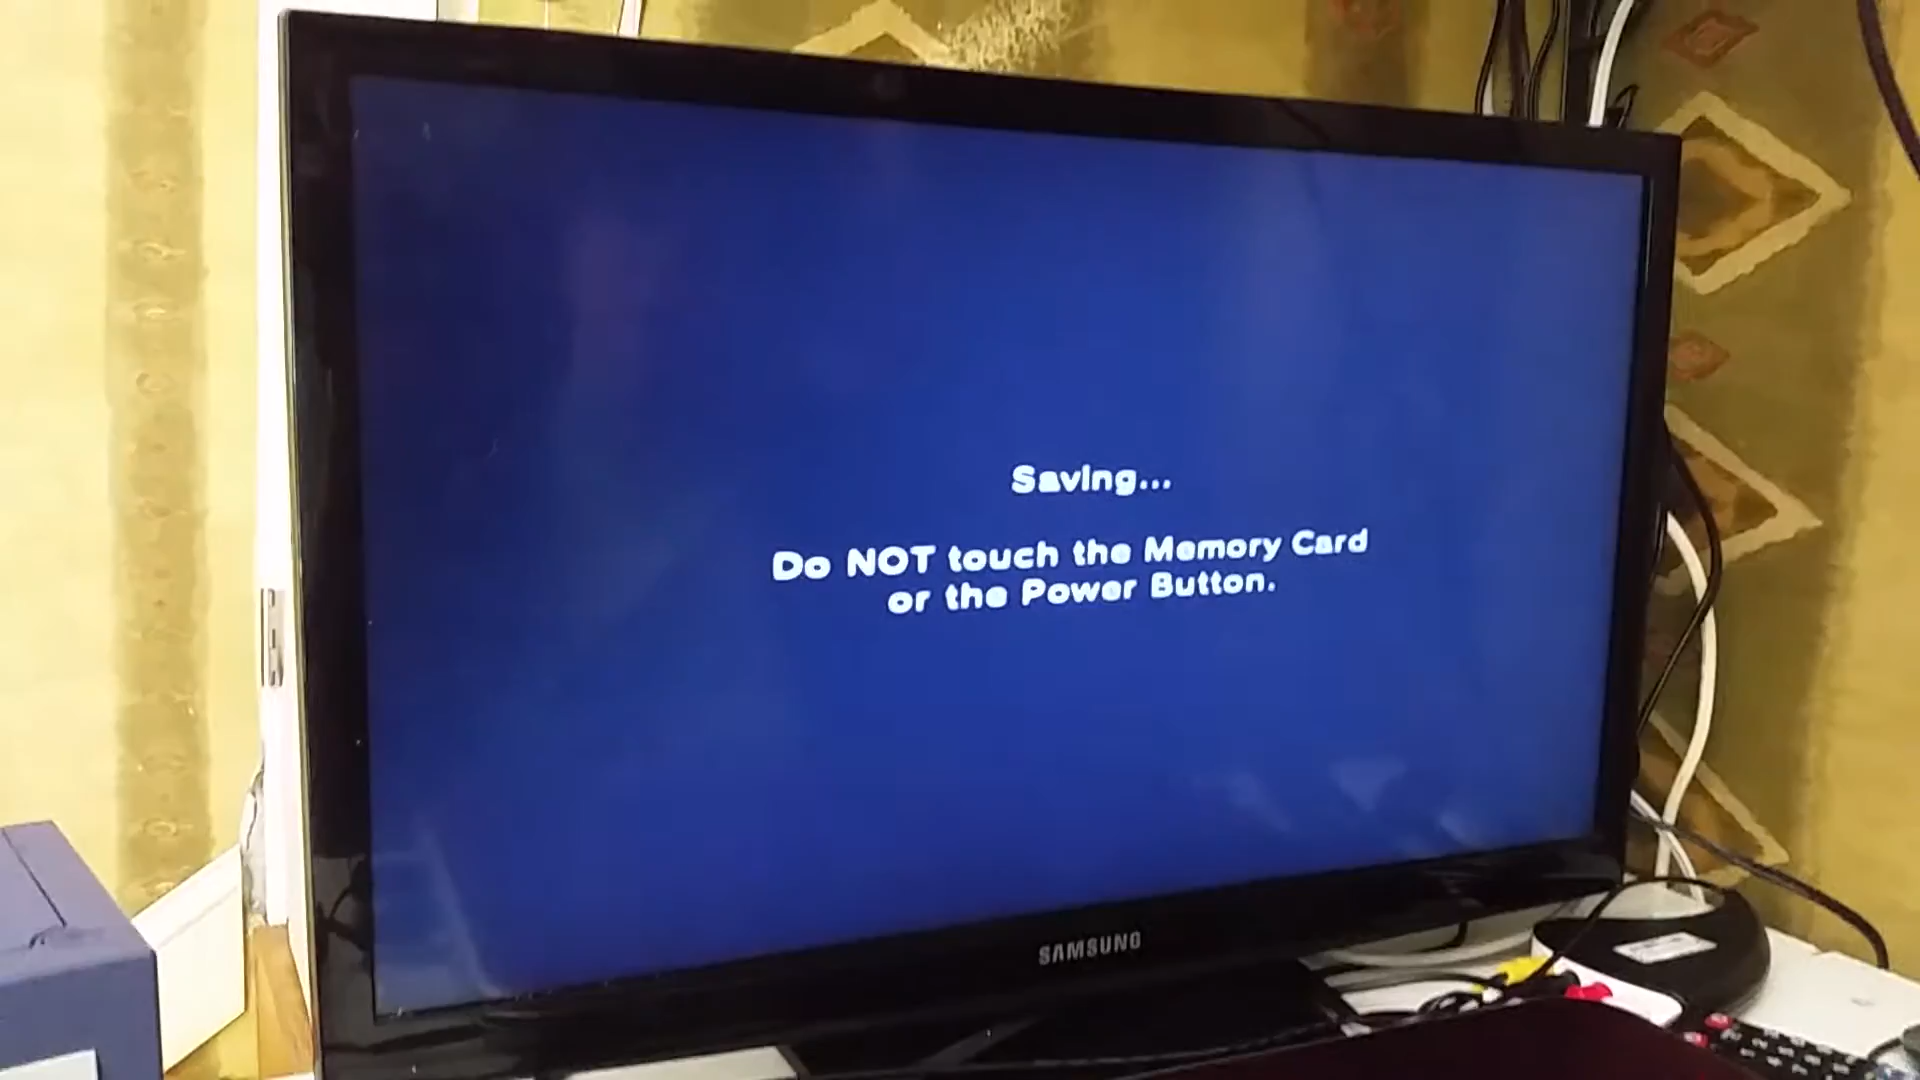 Saving...
Do NOT touch the Memory Card
or the Power Button.
SAMSUNG